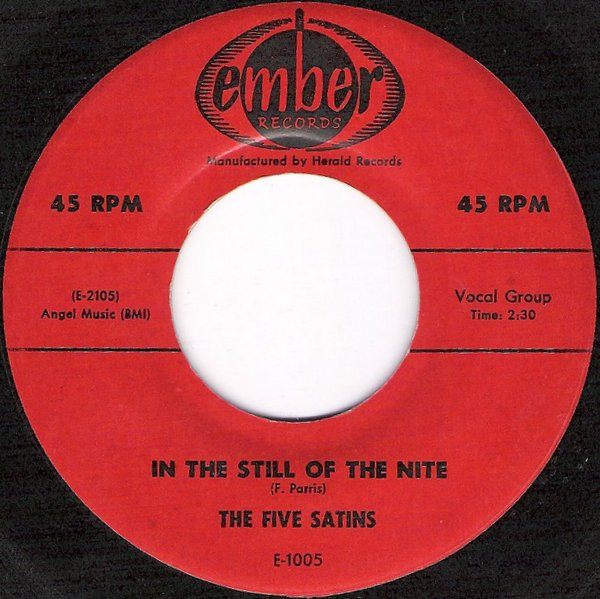 ember
RECORDS
Manufactured by Herald Records
45 RPM
45 RPM
(E-2105)
Angel Music (BMI)
Vocal Group
Time: 2:30
IN THE STILL OF THE NITE
(F. Parris)
THE FIVE SATINS
E-1005